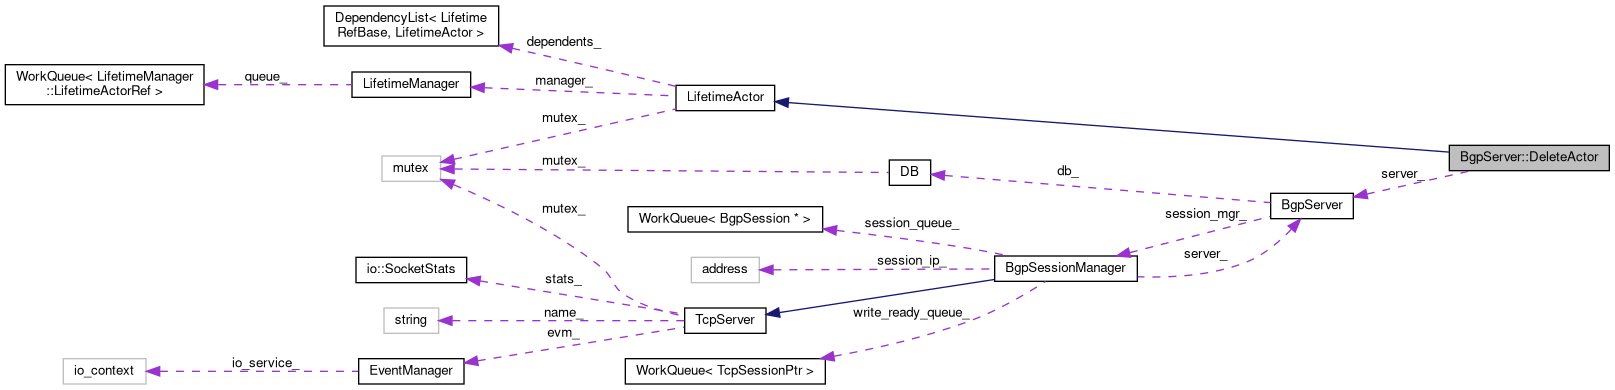 DependencyList< Lifetime
RefBase, LifetimeActor >
dependents_
WorkQueue< LifetimeManager
::LifetimeActorRef >
queue_
LifetimeManager
manager_
LifetimeActor
mutex_
mutex
mutex_
DB
db_
BgpServer::DeleteActor
server_
BgpServer
mutex_
WorkQueue< BgpSession * >
session_queue_
session_mgr_
io::SocketStats
stats_
address
session_ip_
BgpSessionManager
server_
string
name_
TcpServer
write_ready_queue_
evm_
io_context
io_service_
EventManager
WorkQueue< TcpSessionPtr >